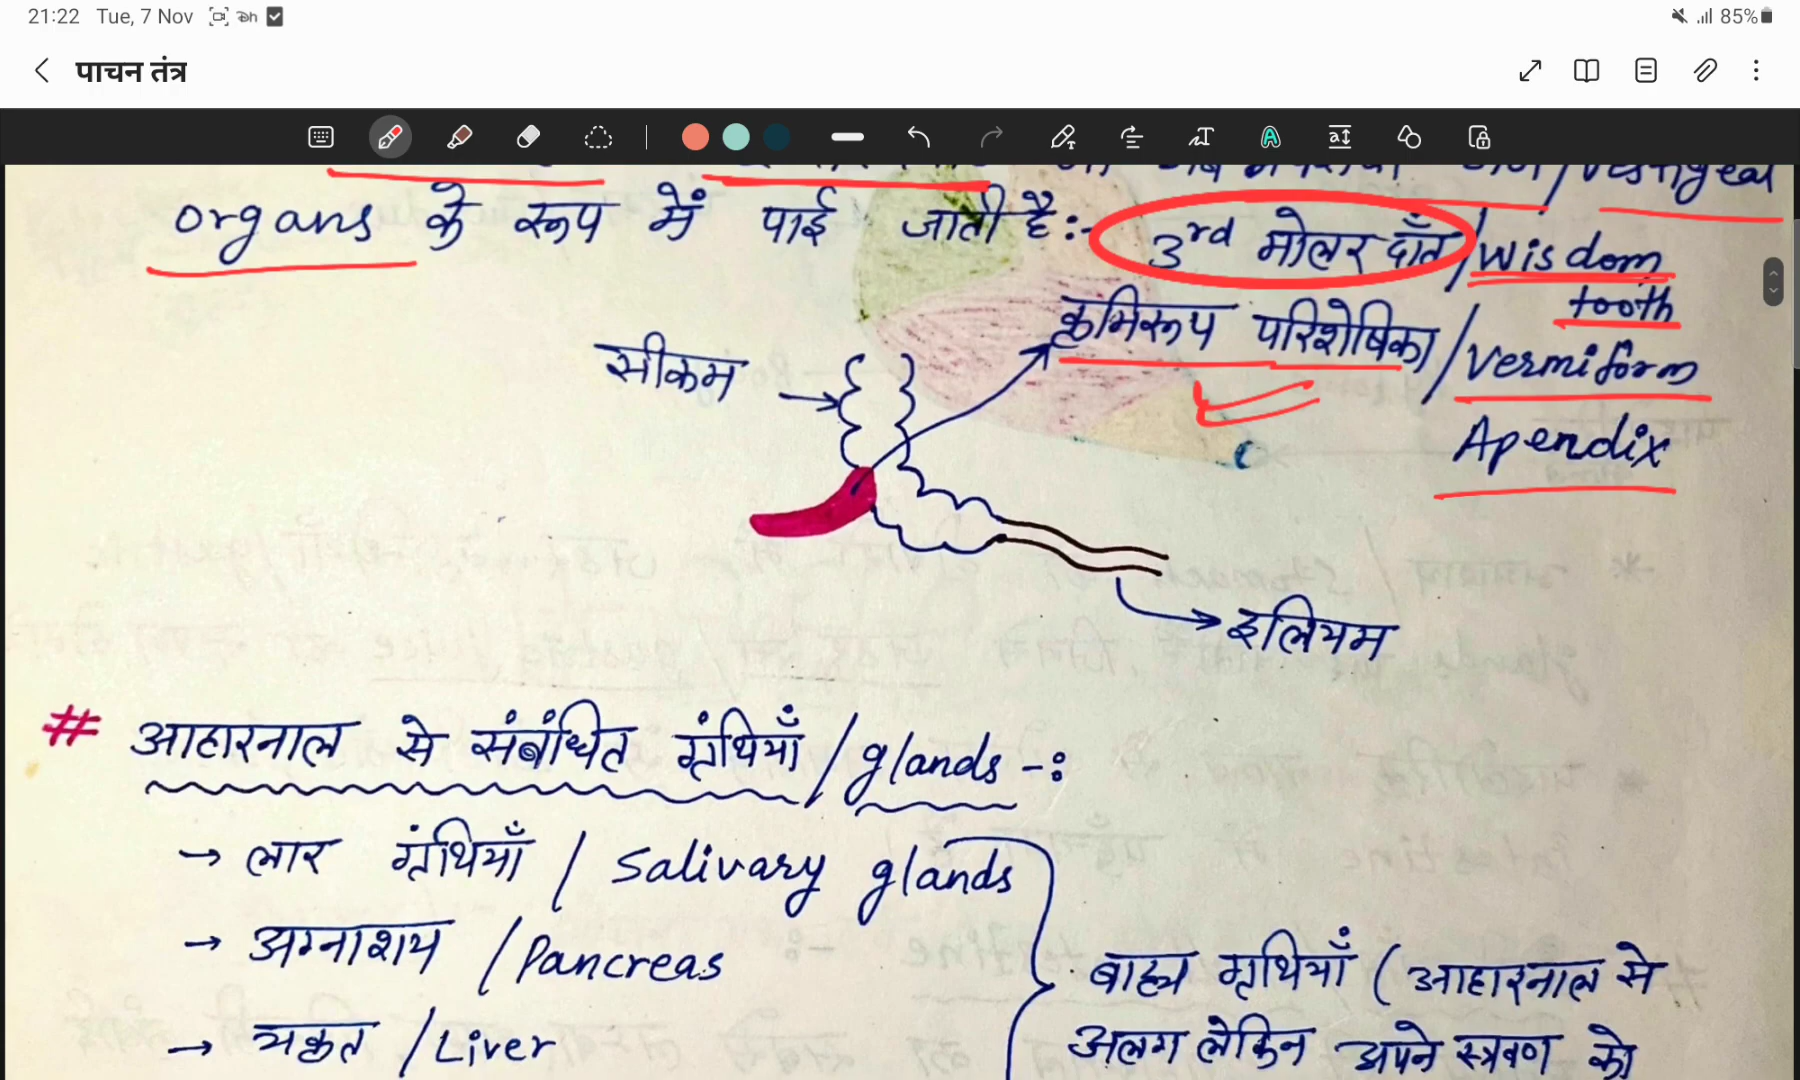 21:22 Tue, 7 Nov
85%
पाचन तंत्र
organs के रूप में पाई जाती है:- 3rd मोलर दाँत/Wisdom
tooth
कृमिरूप परिशेषिका/Vermiform
Apendix
सीकम
इलियम
# आहारनाल से संबंधित ग्रंथियाँ/glands -:
→ लार ग्रंथियाँ / Salivary glands
→ अग्नाशय / Pancreas
→ यकृत / Liver
बाह्य ग्रंथियाँ (आहारनाल से
अलग लेकिन अपने स्त्रवण को